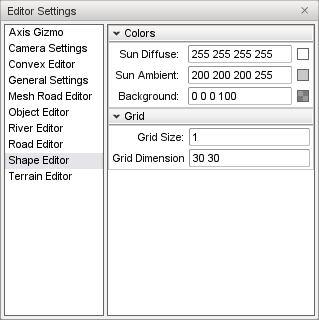 Editor Settings
Axis Gizmo
Camera Settings
Convex Editor
General Settings
Mesh Road Editor
Object Editor
River Editor
Road Editor
Shape Editor
Terrain Editor
Colors
Sun Diffuse: 255 255 255 255
Sun Ambient: 200 200 200 255
Background: 0 0 0 100
Grid
Grid Size: 1
Grid Dimension 30 30